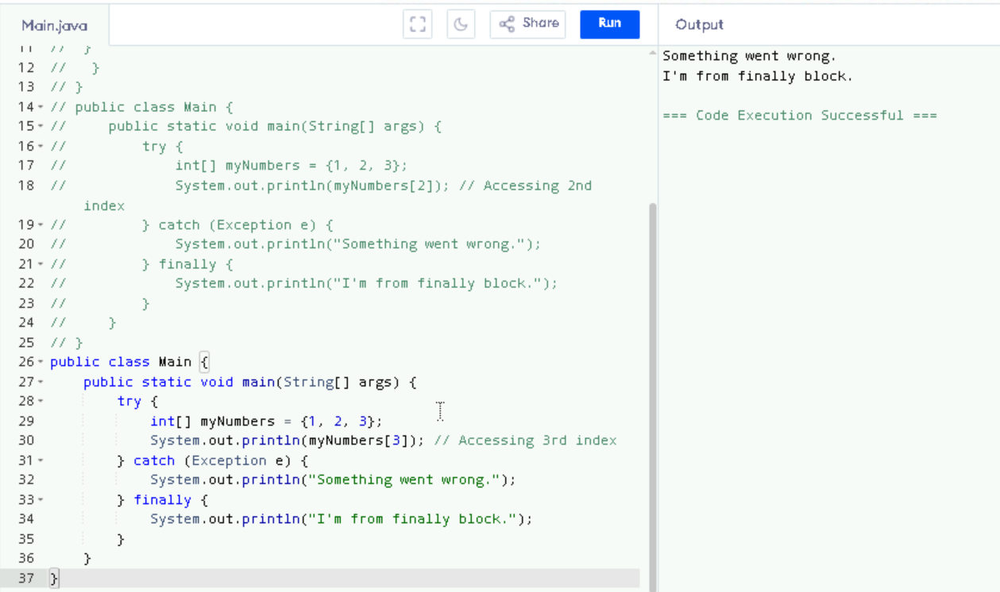 Main.java
Share
Run
Output
11 // }
12 // }
13 // }
14 // public class Main {
15 // public static void main(String[] args) {
16 // try {
17 // int[] myNumbers = {1, 2, 3};
18 // System.out.println(myNumbers[2]); // Accessing 2nd
index
19 // } catch (Exception e) {
20 // System.out.println("Something went wrong.");
21 // } finally {
22 // System.out.println("I'm from finally block.");
23 // }
24 // }
25 // }
26 public class Main {
27 public static void main(String[] args) {
28 try {
29 int[] myNumbers = {1, 2, 3};
30 System.out.println(myNumbers[3]); // Accessing 3rd index
31 } catch (Exception e) {
32 System.out.println("Something went wrong.");
33 } finally {
34 System.out.println("I'm from finally block.");
35 }
36 }
37 }
Something went wrong.
I'm from finally block.
=== Code Execution Successful ===